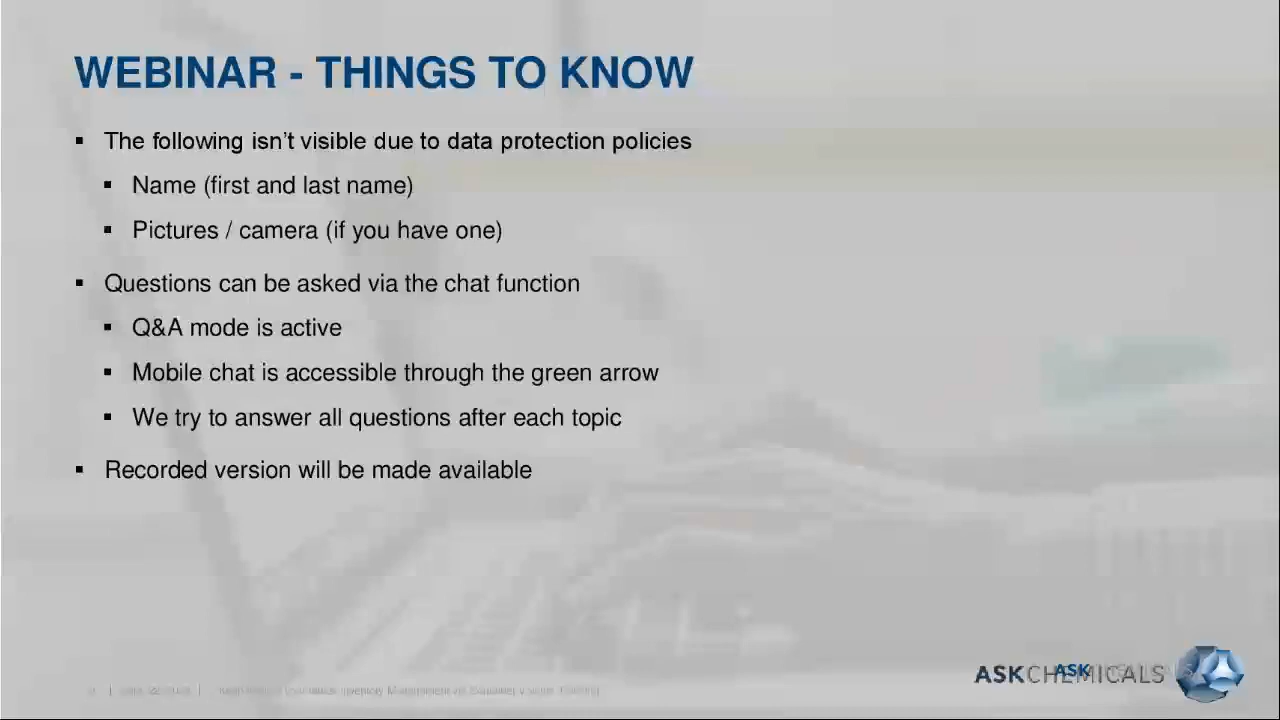 WEBINAR - THINGS TO KNOW
▪ The following isn’t visible due to data protection policies
▪ Name (first and last name)
▪ Pictures / camera (if you have one)
▪ Questions can be asked via the chat function
▪ Q&A mode is active
▪ Mobile chat is accessible through the green arrow
▪ We try to answer all questions after each topic
▪ Recorded version will be made available
ASKCHEMICALS